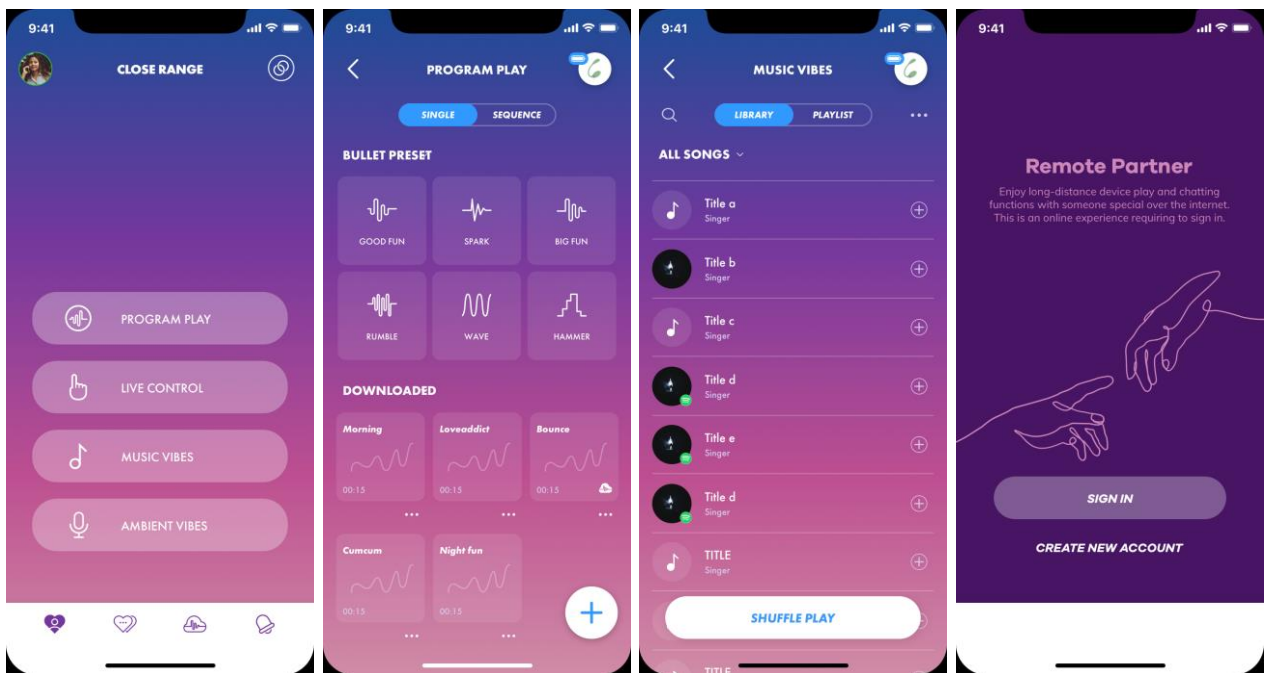 9:41
CLOSE RANGE
PROGRAM PLAY
LIVE CONTROL
MUSIC VIBES
AMBIENT VIBES
9:41
PROGRAM PLAY
SINGLE SEQUENCE
BULLET PRESET
GOOD FUN SPARK BIG FUN
RUMBLE WAVE HAMMER
DOWNLOADED
Morning Loveaddict Bounce
00:15 00:15 00:15
Cumcum Night fun
00:15 00:15
9:41
MUSIC VIBES
LIBRARY PLAYLIST
ALL SONGS
Title a
Singer
Title b
Singer
Title c
Singer
Title d
Singer
Title e
Singer
Title d
Singer
TITLE
Singer
SHUFFLE PLAY
TITLE
9:41
Remote Partner
Enjoy long-distance device play and chatting
functions with someone special over the internet.
This is an online experience requiring to sign in.
SIGN IN
CREATE NEW ACCOUNT